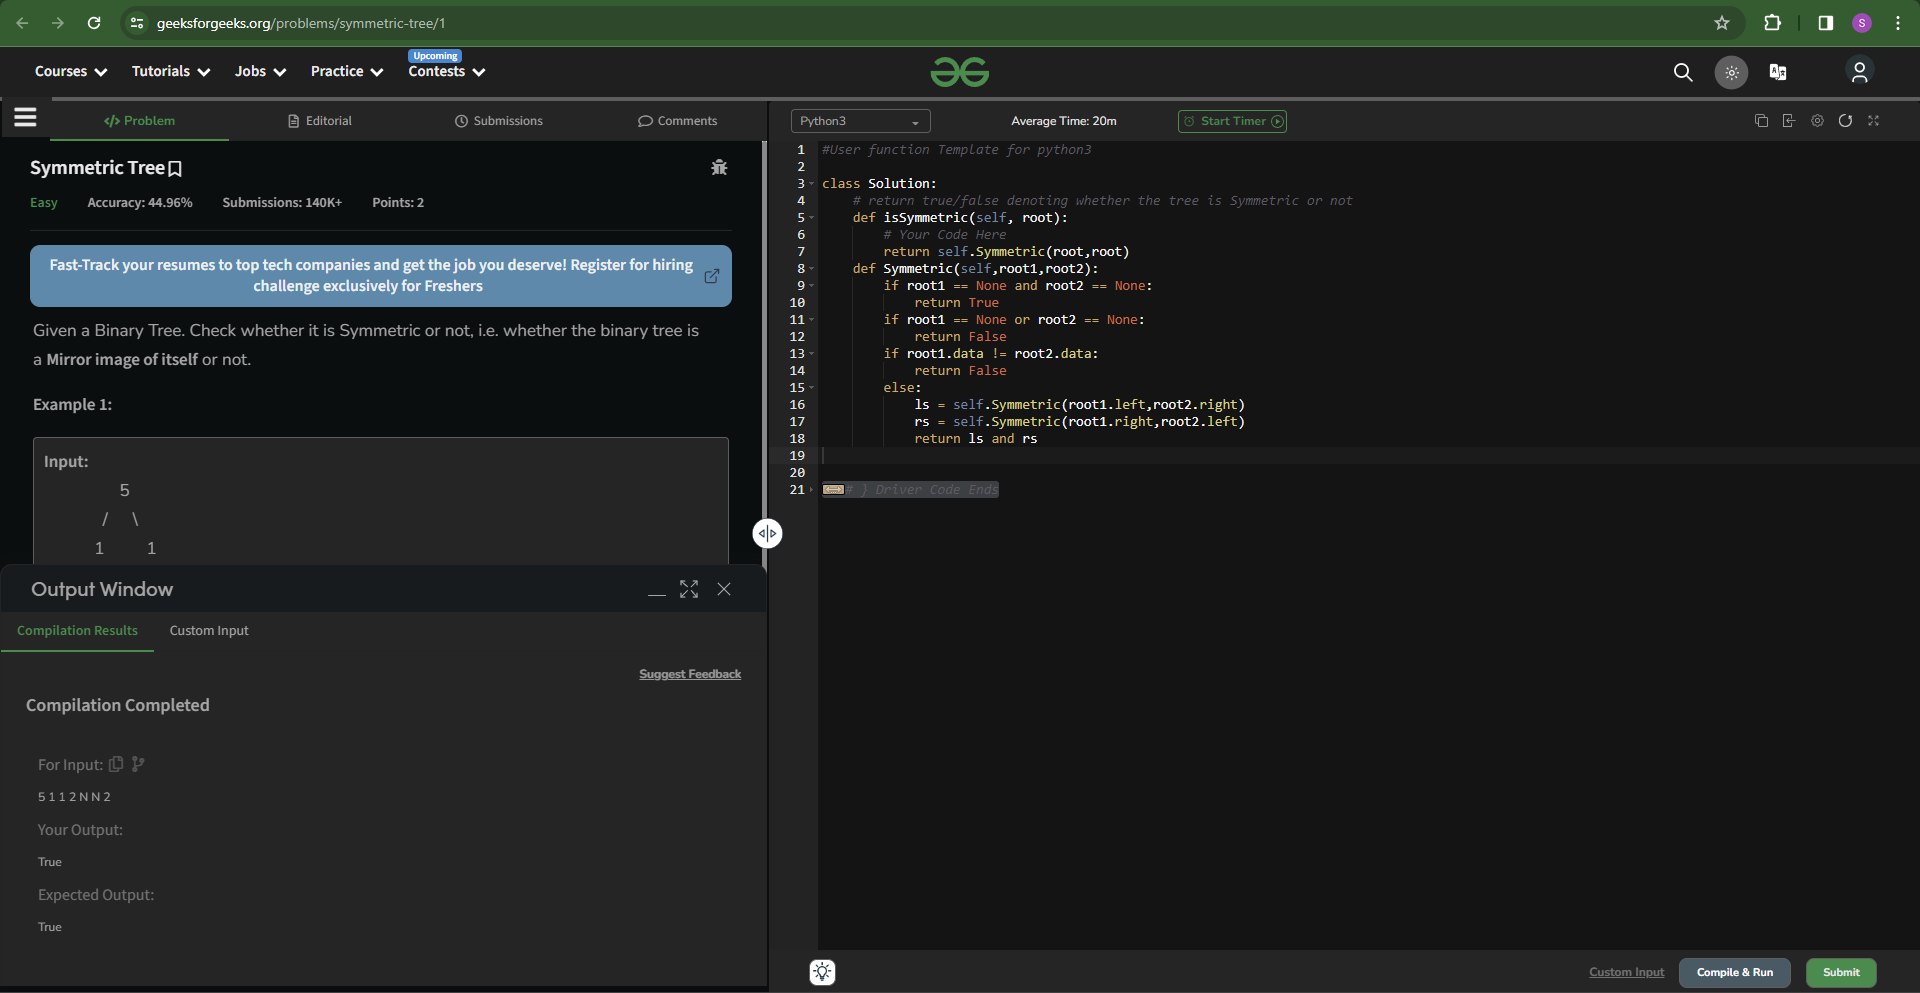 geeksforgeeks.org/problems/symmetric-tree/1
S
Courses
Tutorials
Jobs
Practice
Upcoming
Contests
</> Problem
Editorial
Submissions
Comments
Symmetric Tree
Easy
Accuracy: 44.96%
Submissions: 140K+
Points: 2
Fast-Track your resumes to top tech companies and get the job you deserve! Register for hiring
challenge exclusively for Freshers
Given a Binary Tree. Check whether it is Symmetric or not, i.e. whether the binary tree is
a Mirror image of itself or not.
Example 1:
Input:
5
/ \
1 1
Output Window
Compilation Results
Custom Input
Suggest Feedback
Compilation Completed
For Input:
5 1 1 2 N N 2
Your Output:
True
Expected Output:
True
Python3
Average Time: 20m
Start Timer
1 #User function Template for python3
2
3 class Solution:
4     # return true/false denoting whether the tree is Symmetric or not
5     def isSymmetric(self, root):
6         # Your Code Here
7         return self.Symmetric(root,root)
8     def Symmetric(self,root1,root2):
9         if root1 == None and root2 == None:
10             return True
11         if root1 == None or root2 == None:
12             return False
13         if root1.data != root2.data:
14             return False
15         else:
16             ls = self.Symmetric(root1.left,root2.right)
17             rs = self.Symmetric(root1.right,root2.left)
18             return ls and rs
19
20
21 # } Driver Code Ends
Custom Input
Compile & Run
Submit